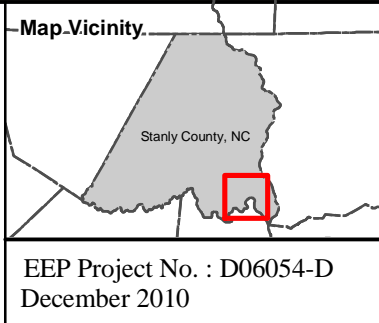 Map Vicinity
Stanly County, NC
EEP Project No. : D06054-D
December 2010